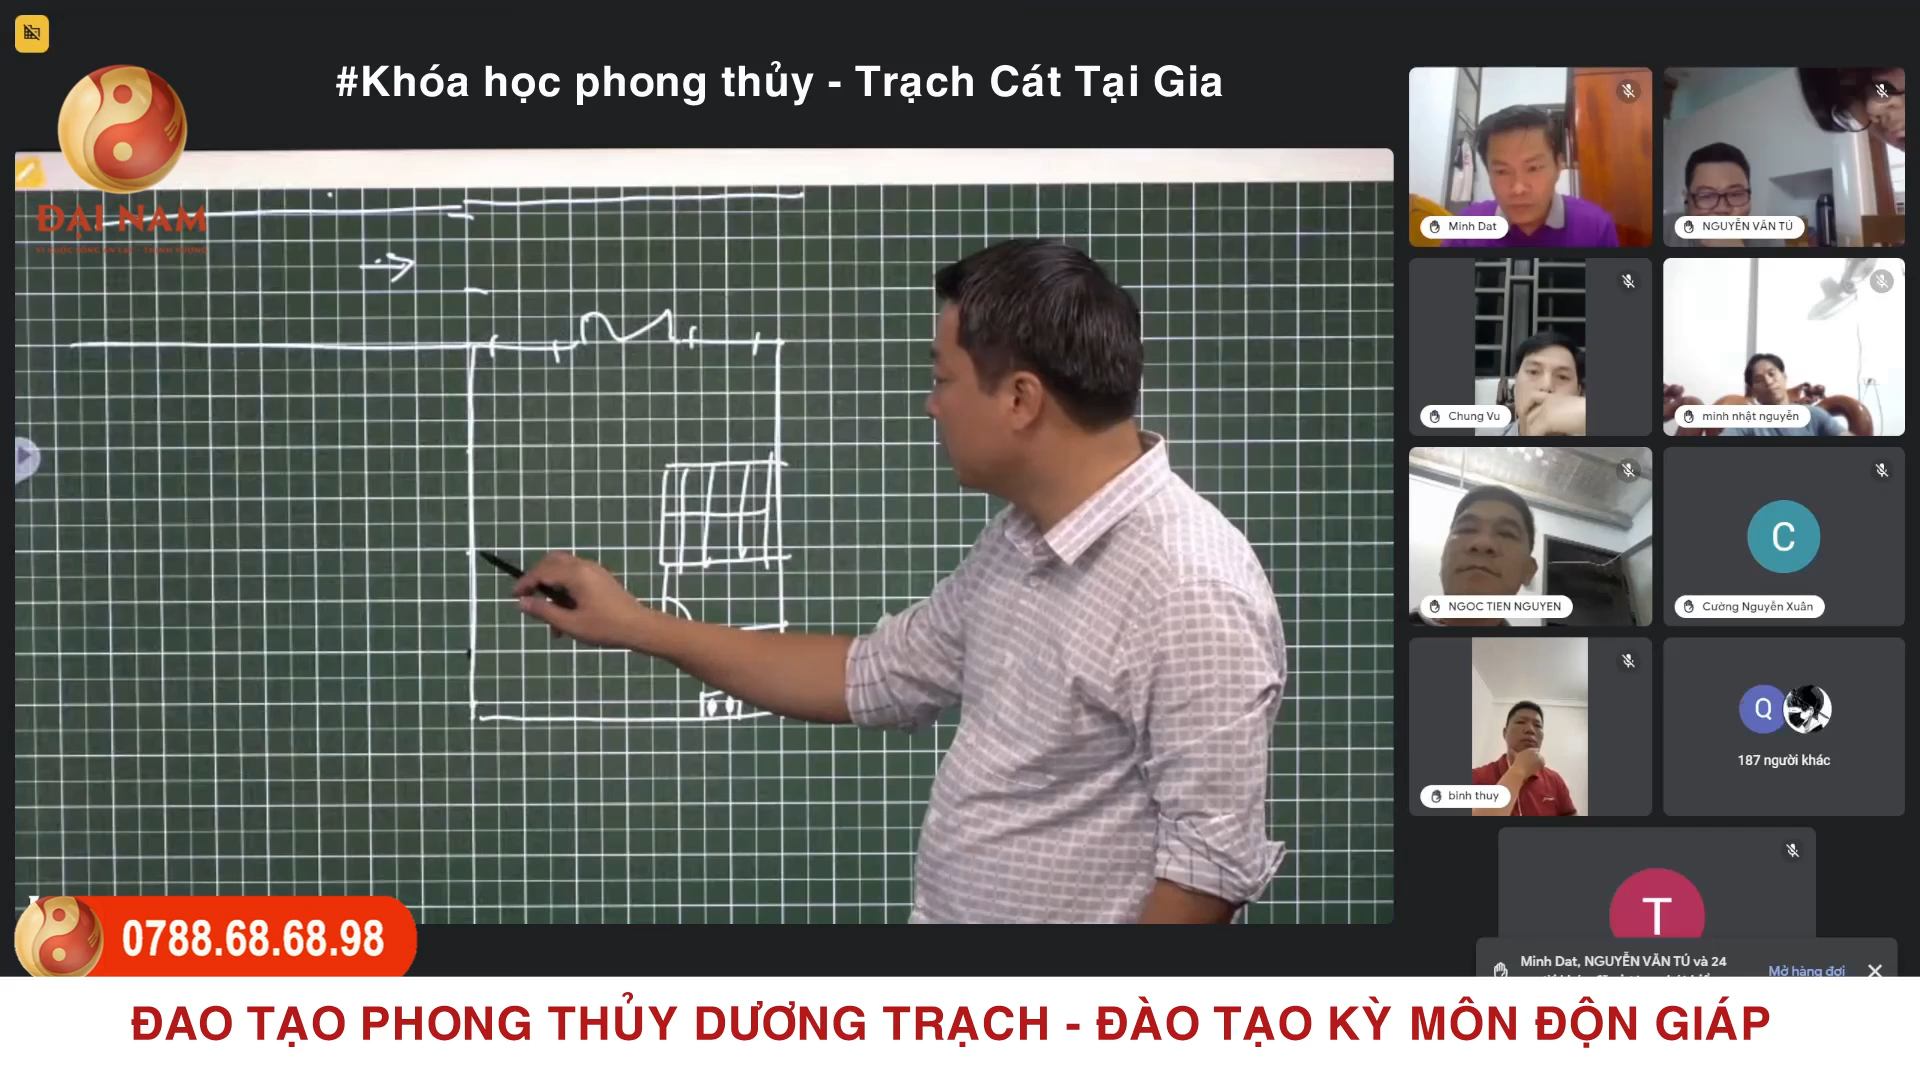 #Khóa học phong thủy - Trạch Cát Tại Gia
ĐẠI NAM
Minh Dat
NGUYỄN VĂN TÚ
Chung Vu
minh nhật nguyễn
NGOC TIEN NGUYEN
C
Cường Nguyễn Xuân
binh thuy
Q
187 người khác
T
Minh Dat, NGUYỄN VĂN TÚ và 24
Mở hàng đợi
0788.68.68.98
ĐAO TẠO PHONG THỦY DƯƠNG TRẠCH - ĐÀO TẠO KỲ MÔN ĐỘN GIÁP